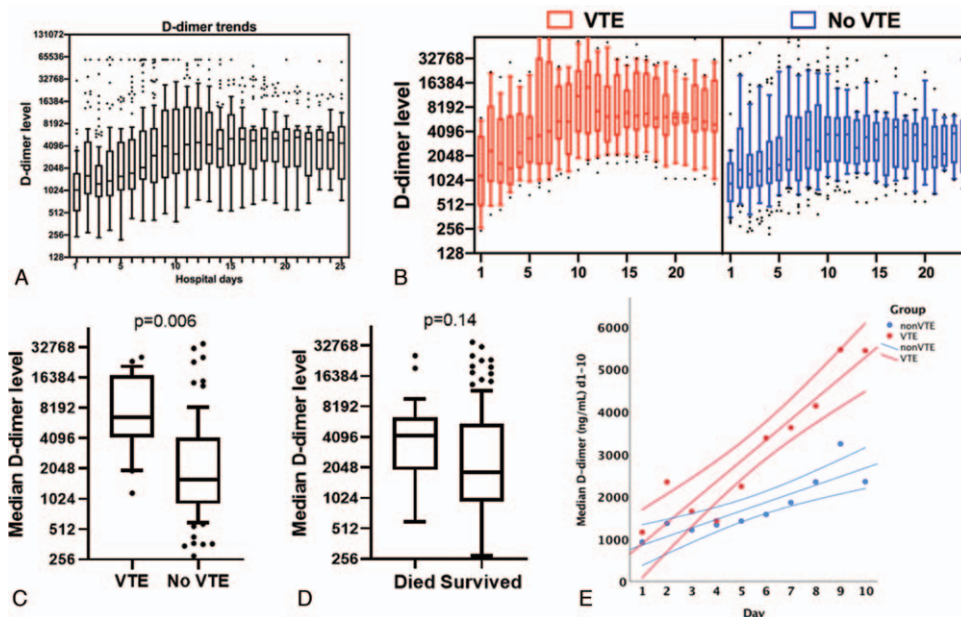 D-dimer trends
D-dimer level
131072
65536
32768
16384
8192
4096
2048
1024
512
256
128
1 5 10 15 20 25
Hospital days
A
VTE No VTE
D-dimer level
32768
16384
8192
4096
2048
1024
512
256
128
1 5 10 15 20 1 5 10 15 20
B
p=0.006
Median D-dimer level
32768
16384
8192
4096
2048
1024
512
256
VTE No VTE
C
p=0.14
Median D-dimer level
32768
16384
8192
4096
2048
1024
512
256
Died Survived
D
Group
nonVTE
VTE
nonVTE
VTE
Median D-dimer (ng/mL) d1-10
6000
5000
4000
3000
2000
1000
0
1 2 3 4 5 6 7 8 9 10
Day
E